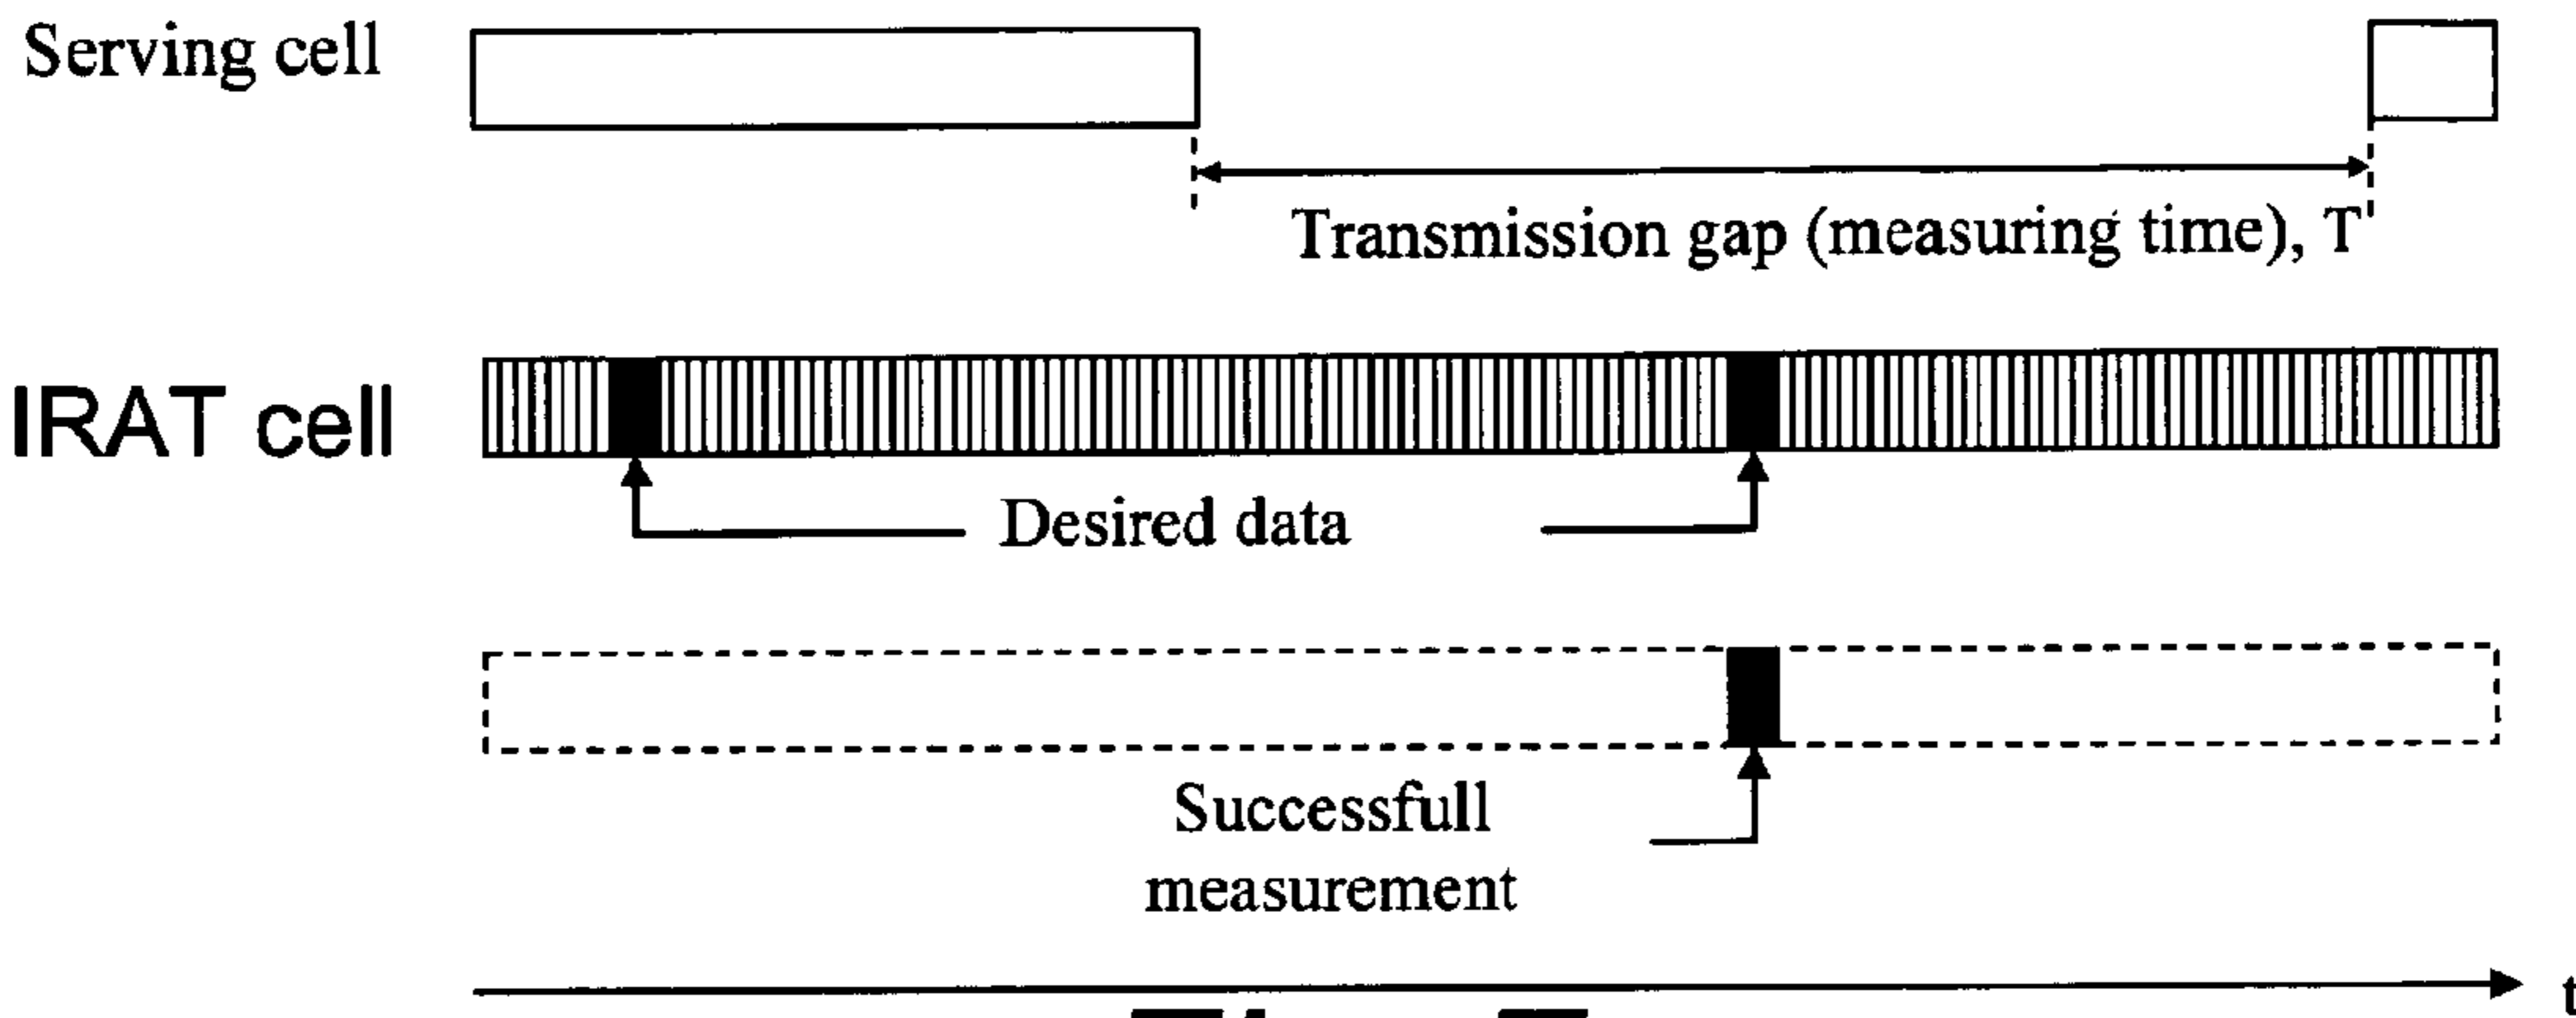 Serving cell
Transmission gap (measuring time), T
IRAT cell
Desired data
Successfull
measurement
t